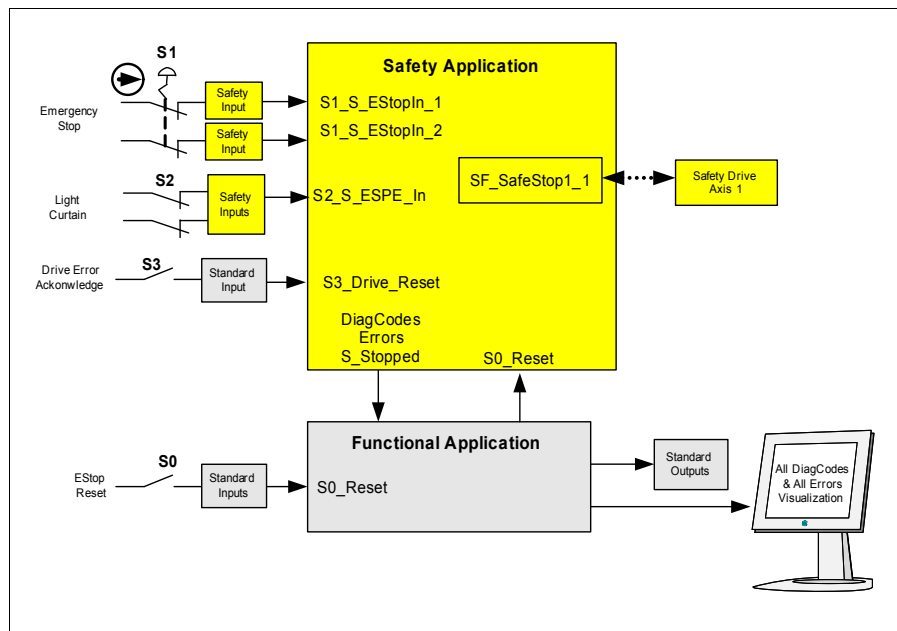 S1
Emergency
Stop
Safety
Input
S1_S_EStopIn_1
Safety
Input
S1_S_EStopIn_2
Safety Application
SF_SafeStop1_1
Safety Drive
Axis 1
S2
Light
Curtain
Safety
Inputs
S2_S_ESPE_In
Drive Error
Ackonwledge
S3
Standard
Input
S3_Drive_Reset
DiagCodes
Errors
S_Stopped
S0_Reset
Functional Application
EStop
Reset
S0
Standard
Inputs
S0_Reset
Standard
Outputs
All DiagCodes
& All Errors
Visualization